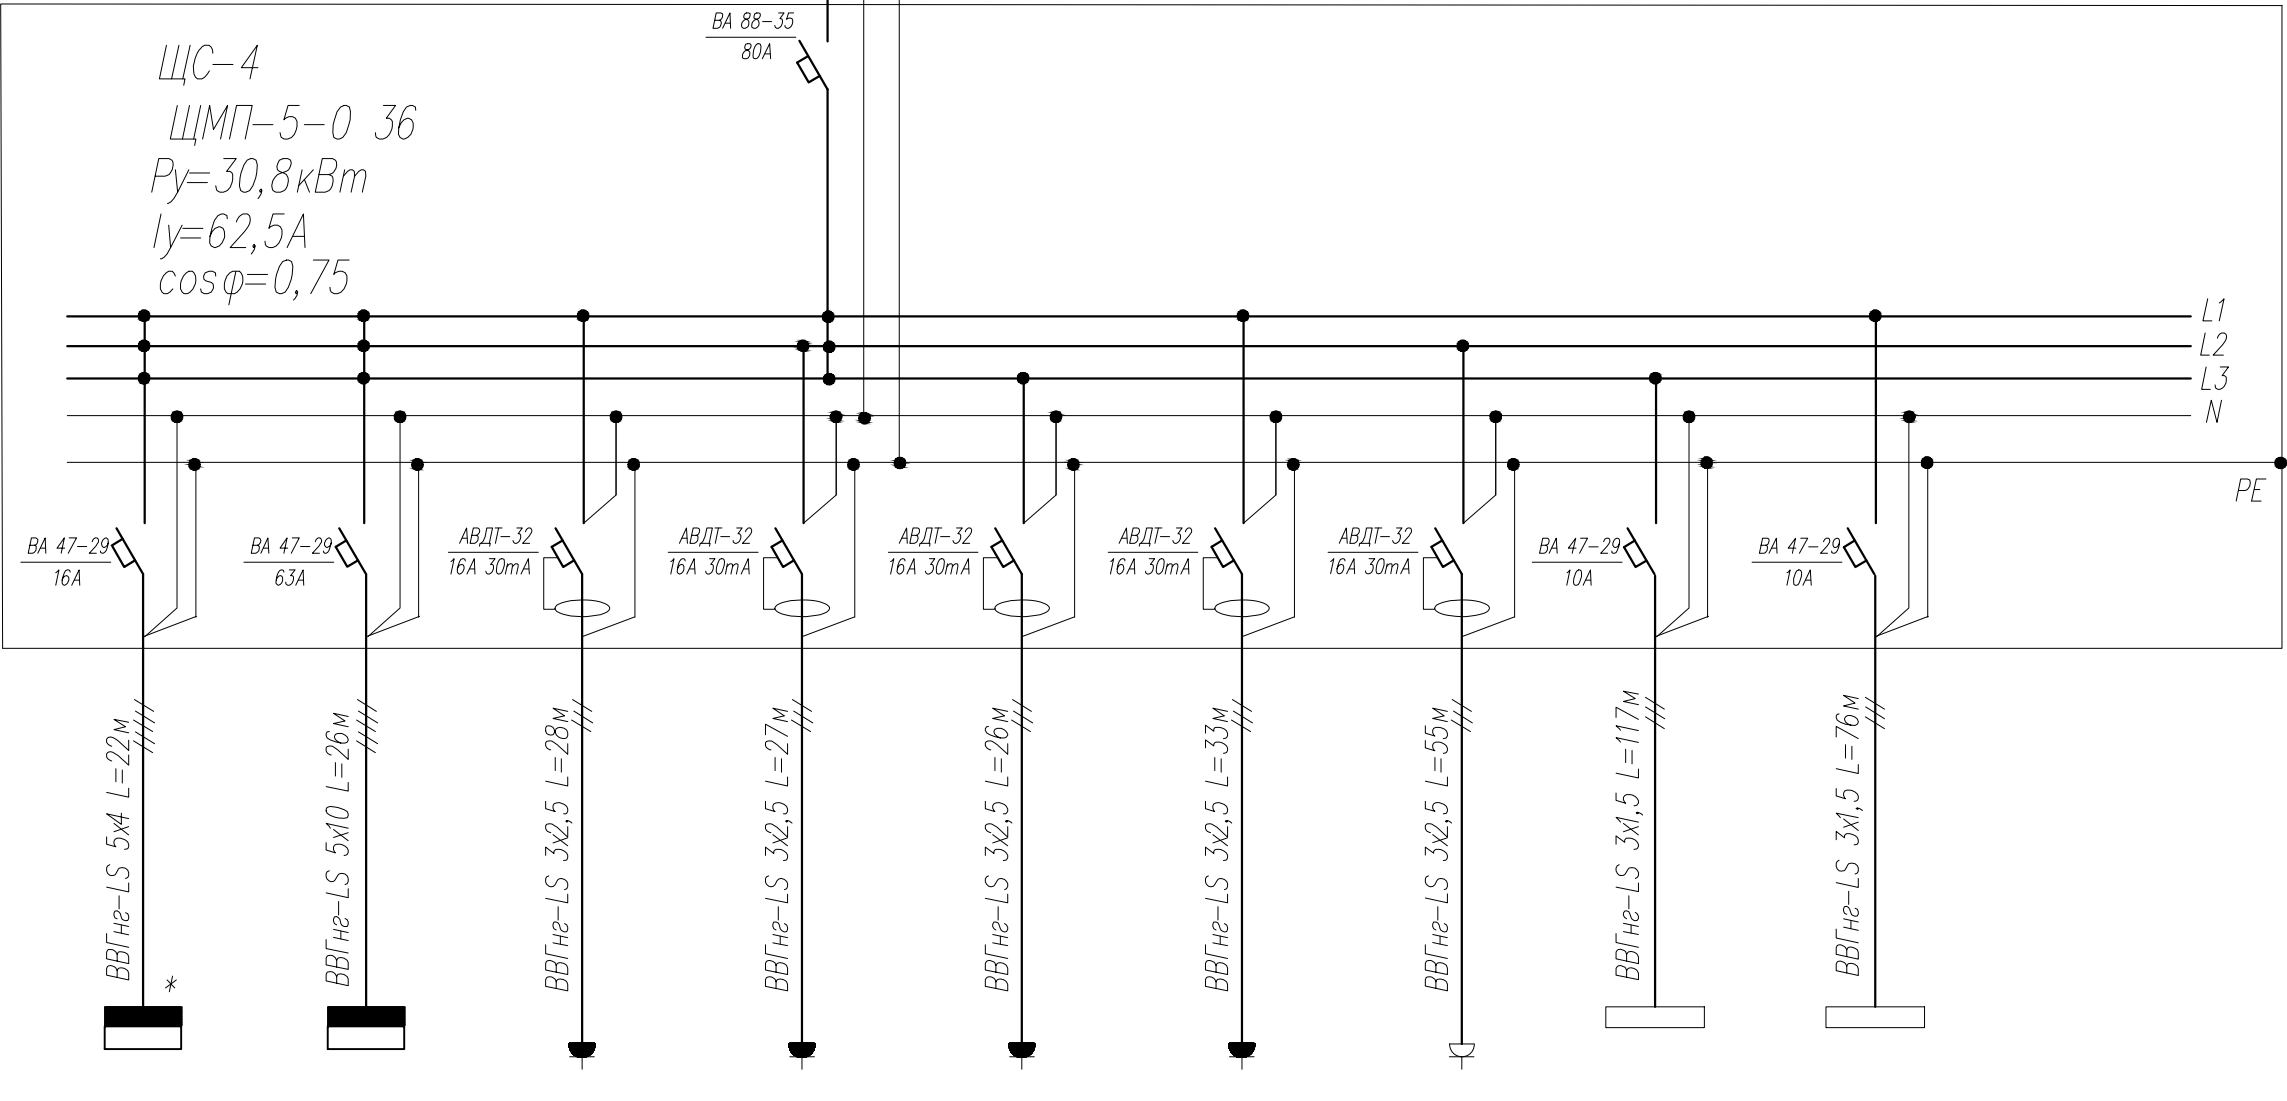 ВА 88-35
80А
ЩС-4
ЩМП-5-0 36
Ру=30,8кВт
Iу=62,5А
cosφ=0,75
L1
L2
L3
N
PE
ВА 47-29
16А
ВА 47-29
63А
АВДТ-32
16А 30mA
АВДТ-32
16А 30mA
АВДТ-32
16А 30mA
АВДТ-32
16А 30mA
АВДТ-32
16А 30mA
ВА 47-29
10А
ВА 47-29
10А
ВВГнг-LS 5х4 L=22м
ВВГнг-LS 5х10 L=26м
ВВГнг-LS 3х2,5 L=28м
ВВГнг-LS 3х2,5 L=27м
ВВГнг-LS 3х2,5 L=26м
ВВГнг-LS 3х2,5 L=33м
ВВГнг-LS 3х2,5 L=55м
ВВГнг-LS 3х1,5 L=117м
ВВГнг-LS 3х1,5 L=76м
*